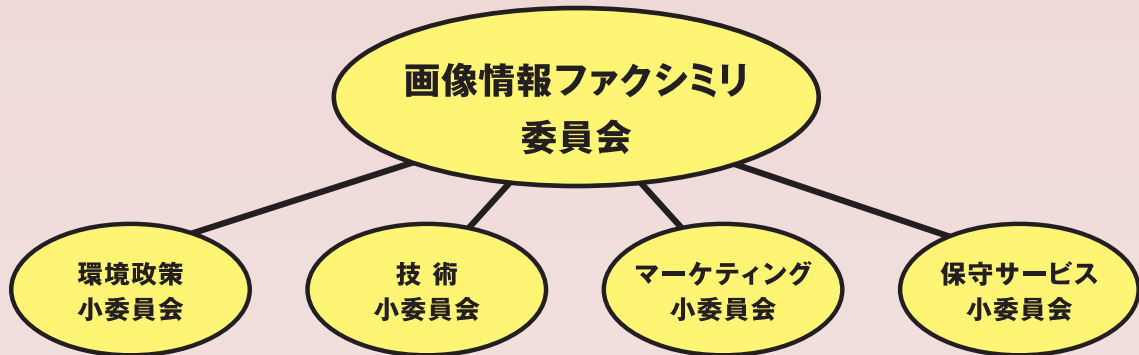 画像情報ファクシミリ
委員会
環境政策
小委員会
技 術
小委員会
マーケティング
小委員会
保守サービス
小委員会